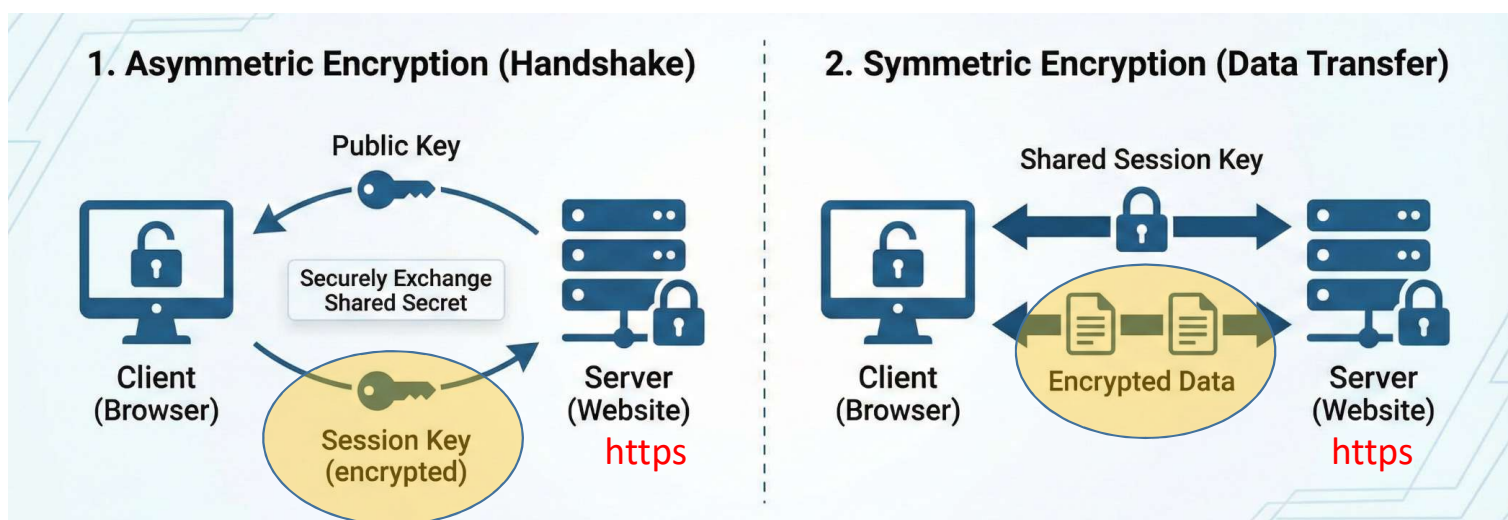 1. Asymmetric Encryption (Handshake)
Public Key
Securely Exchange
Shared Secret
Client
(Browser)
Session Key
(encrypted)
Server
(Website)
https
2. Symmetric Encryption (Data Transfer)
Shared Session Key
Encrypted Data
Client
(Browser)
Server
(Website)
https